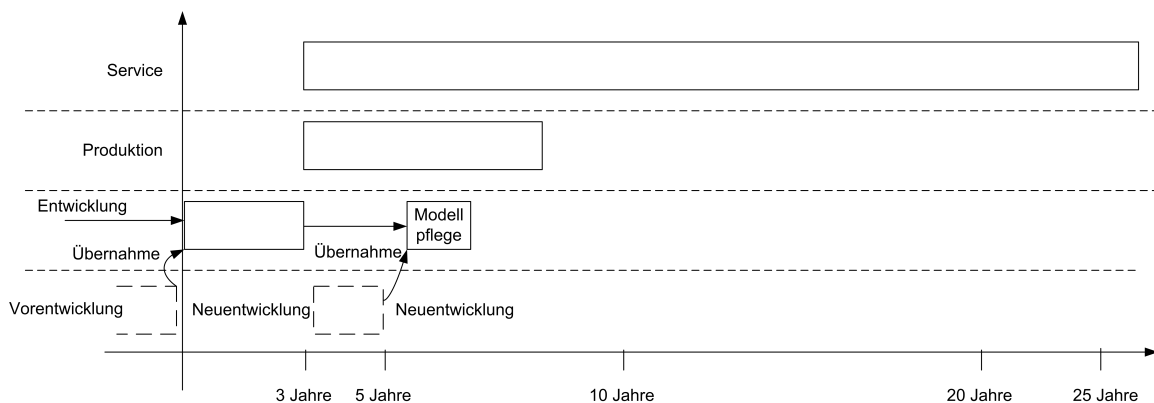 Service
Produktion
Entwicklung
Modell
pflege
Übernahme
Übernahme
Vorentwicklung
Neuentwicklung
Neuentwicklung
3 Jahre
5 Jahre
10 Jahre
20 Jahre
25 Jahre